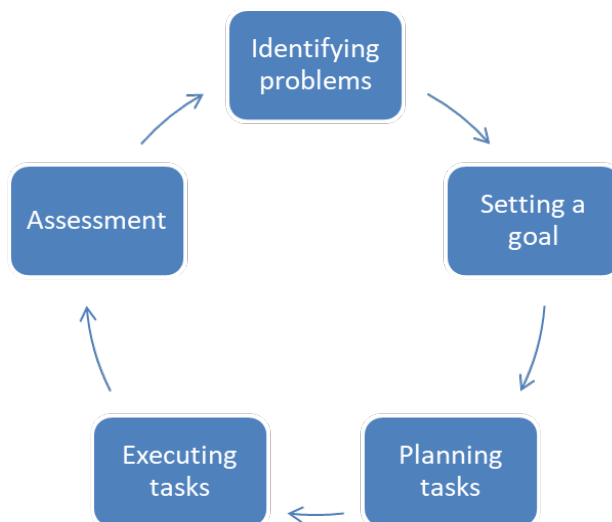 Identifying
problems
Setting a
goal
Planning
tasks
Executing
tasks
Assessment